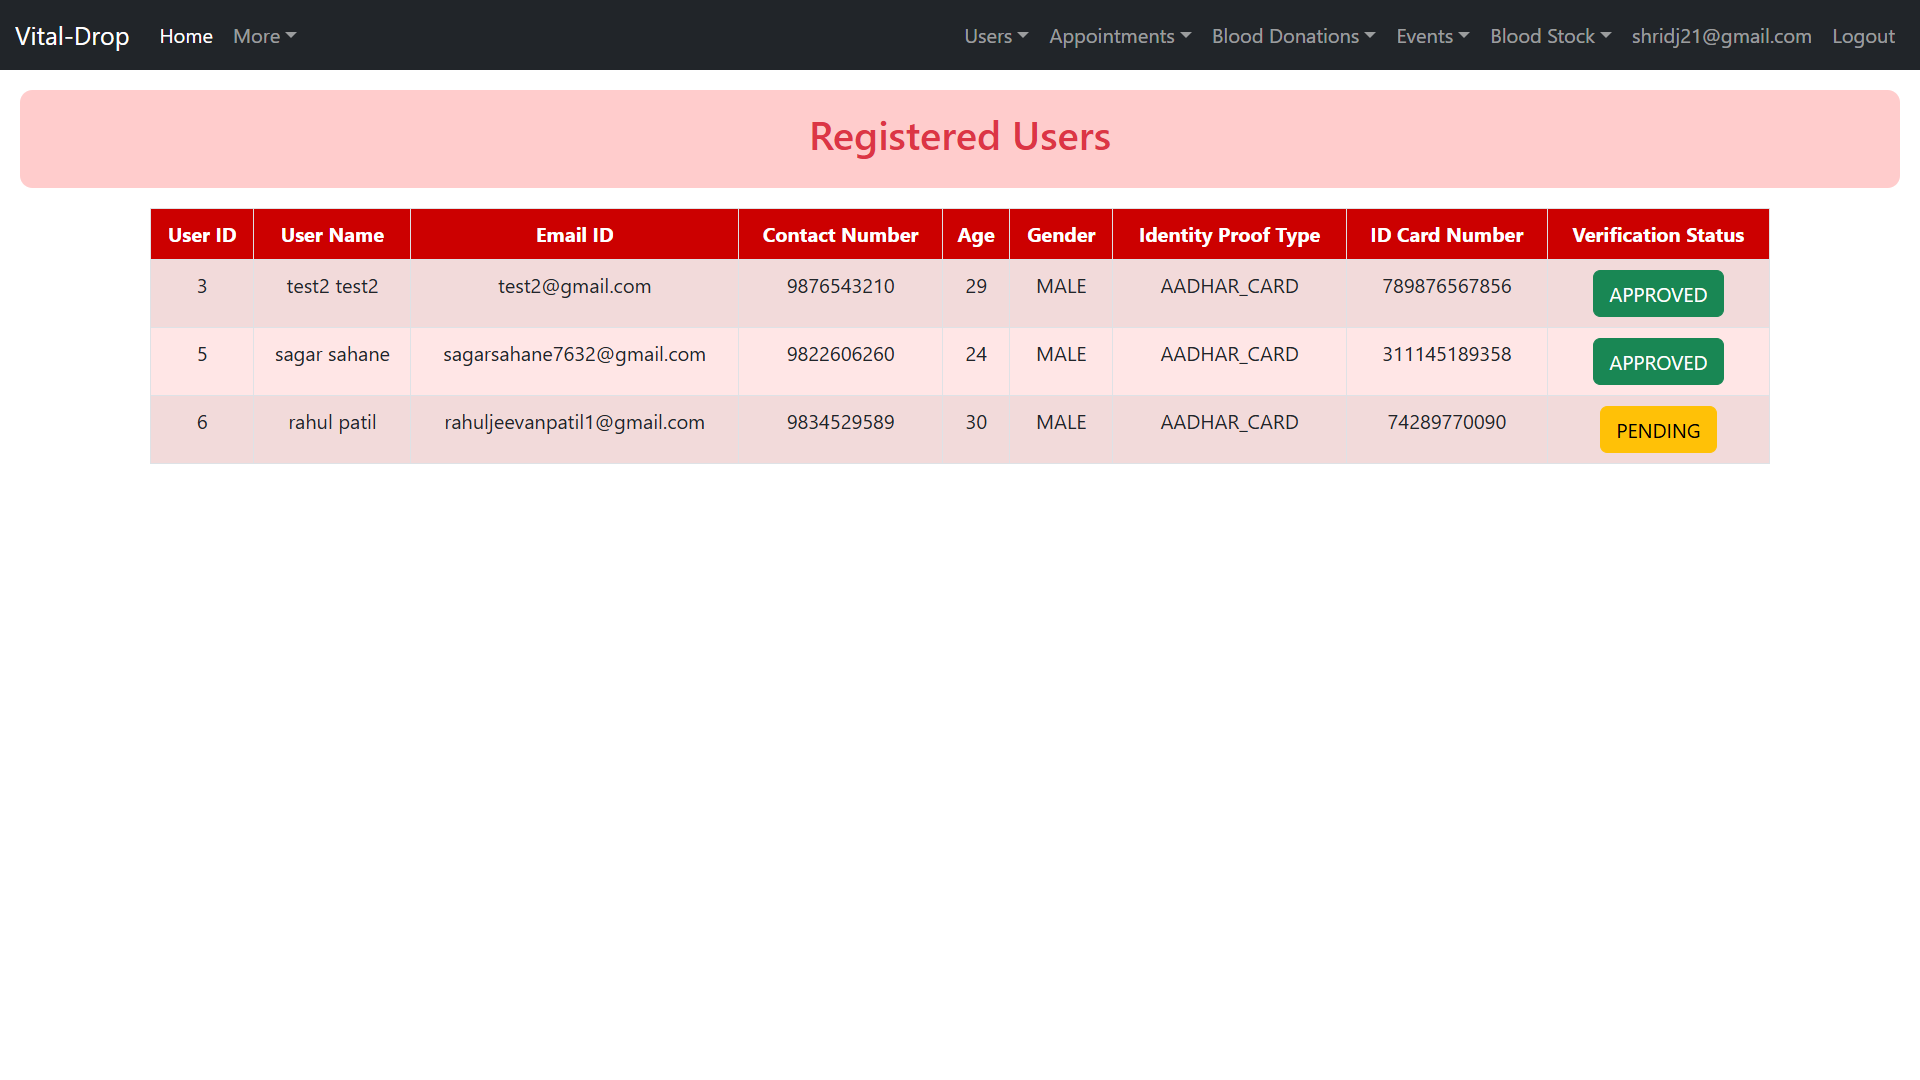 Vital-Drop Home More Users Appointments Blood Donations Events Blood Stock shridj21@gmail.com Logout
Registered Users
User ID User Name Email ID Contact Number Age Gender Identity Proof Type ID Card Number Verification Status
3 test2 test2 test2@gmail.com 9876543210 29 MALE AADHAR_CARD 789876567856 APPROVED
5 sagar sahane sagarsahane7632@gmail.com 9822606260 24 MALE AADHAR_CARD 311145189358 APPROVED
6 rahul patil rahuljeevanpatil1@gmail.com 9834529589 30 MALE AADHAR_CARD 74289770090 PENDING